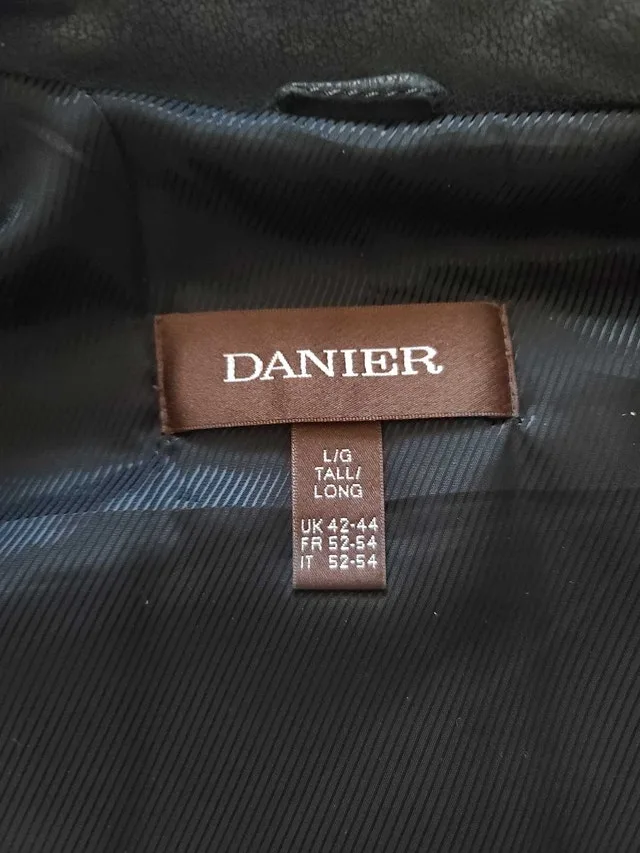 DANIER
L/G
TALL/
LONG
UK 42-44
FR 52-54
IT 52-54